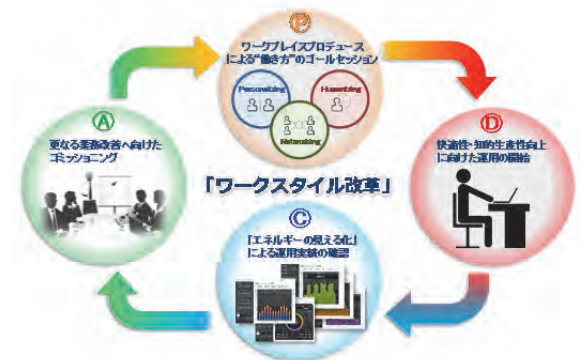 Ⓟ
ワークプレイスプロデュース
による“働き方”のゴールセッション
Personalizing
Humanizing
Networking
Ⓐ
更なる業務改善へ向けた
コミッショニング
Ⓓ
快適性・知的生産性向上
に向けた運用の開始
「ワークスタイル改革」
Ⓒ
「エネルギーの見える化」
による運用実績の確認